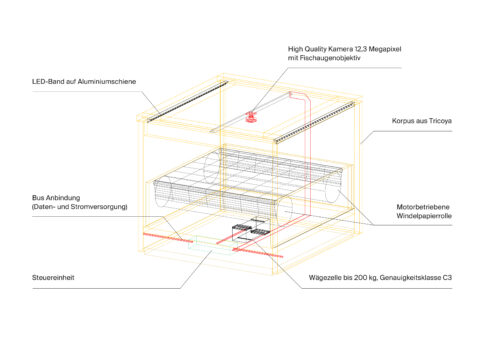 High Quality Kamera 12,3 Megapixel
mit Fischaugenobjektiv
LED-Band auf Aluminiumschiene
Korpus aus Tricoya
Bus Anbindung
(Daten- und Stromversorgung)
Motorbetriebene
Windelpapierrolle
Steuereinheit
Wägezelle bis 200 kg, Genauigkeitsklasse C3